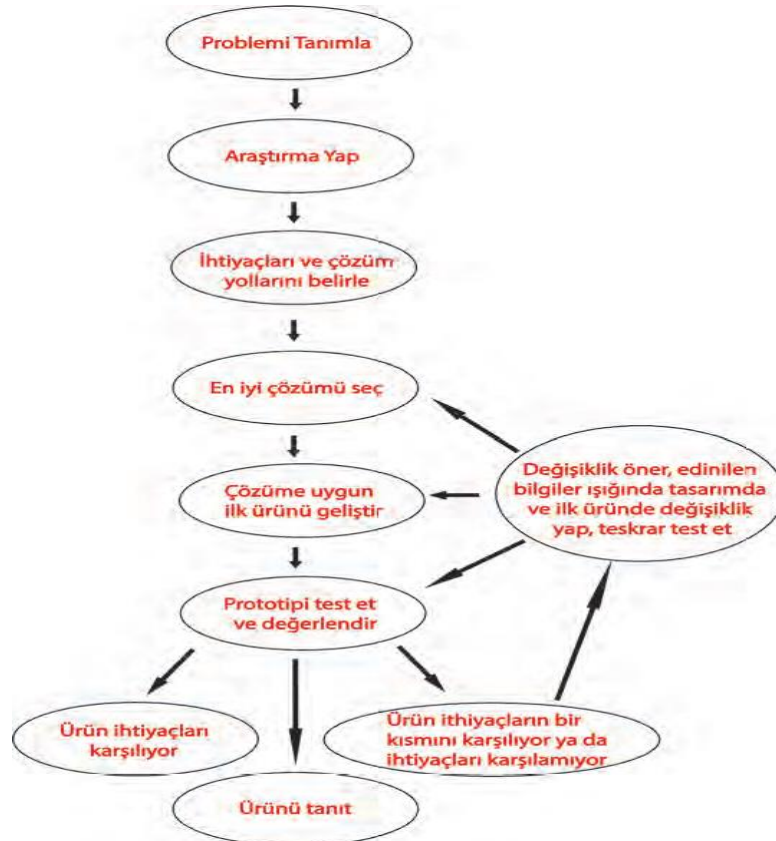 Problemi Tanımla
Araştırma Yap
İhtiyaçları ve çözüm
yollarını belirle
En iyi çözümü seç
Çözüme uygun
ilk ürünü geliştir
Değişiklik öner, edinilen
bilgiler ışığında tasarımda
ve ilk üründe değişiklik
yap, teskrar test et
Prototipi test et
ve değerlendir
Ürün ihtiyaçları
karşılıyor
Ürün ithiyaçların bir
kısmını karşılıyor ya da
ihtiyaçları karşılamıyor
Ürünü tanıt